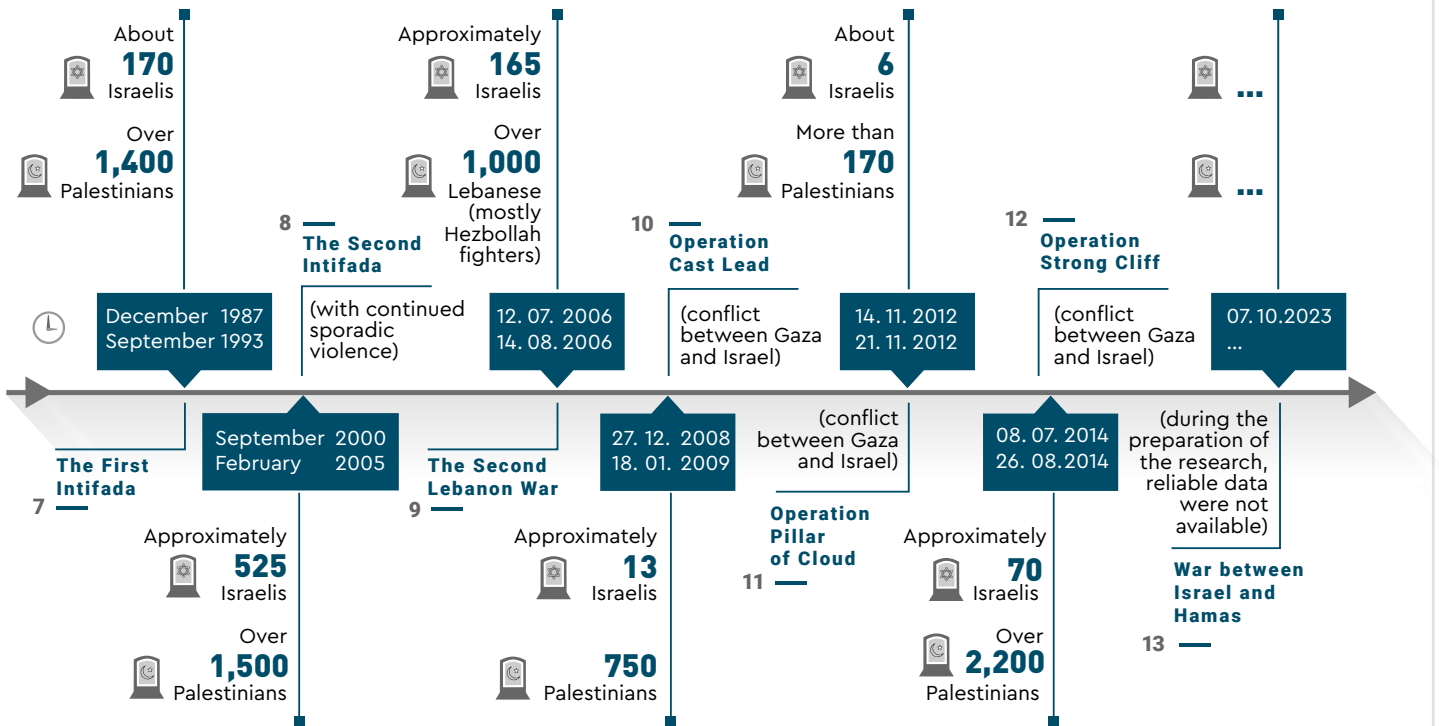 About
170
Israelis
Over
1,400
Palestinians
December 1987
September 1993
The First
Intifada
7
8
The Second
Intifada
(with continued
sporadic
violence)
September 2000
February 2005
Approximately
525
Israelis
Over
1,500
Palestinians
Approximately
165
Israelis
Over
1,000
Lebanese
(mostly
Hezbollah
fighters)
12. 07. 2006
14. 08. 2006
The Second
Lebanon War
9
10
Operation
Cast Lead
(conflict
between Gaza
and Israel)
27. 12. 2008
18. 01. 2009
Approximately
13
Israelis
750
Palestinians
About
6
Israelis
More than
170
Palestinians
14. 11. 2012
21. 11. 2012
(conflict
between Gaza
and Israel)
Operation
Pillar
of Cloud
11
12
Operation
Strong Cliff
(conflict
between Gaza
and Israel)
08. 07. 2014
26. 08.2014
Approximately
70
Israelis
Over
2,200
Palestinians
...
...
07.10.2023
...
(during the
preparation of
the research,
reliable data
were not
available)
War between
Israel and
Hamas
13